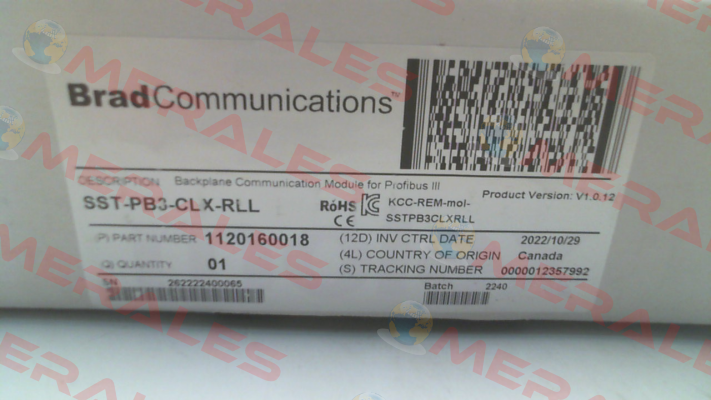 BradCommunications™
DESCRIPTION Backplane Communication Module for Profibus III
SST-PB3-CLX-RLL
RoHS
CE
KCC-REM-mol-
SSTPB3CLXRLL
Product Version: V1.0.12
(P) PART NUMBER 1120160018
(12D) INV CTRL DATE 2022/10/29
(4L) COUNTRY OF ORIGIN Canada
(Q) QUANTITY 01
(S) TRACKING NUMBER 0000012357992
SN 262222400065
Batch 2240
MERALES
MERALES
MERALES
MERALES
MERALES